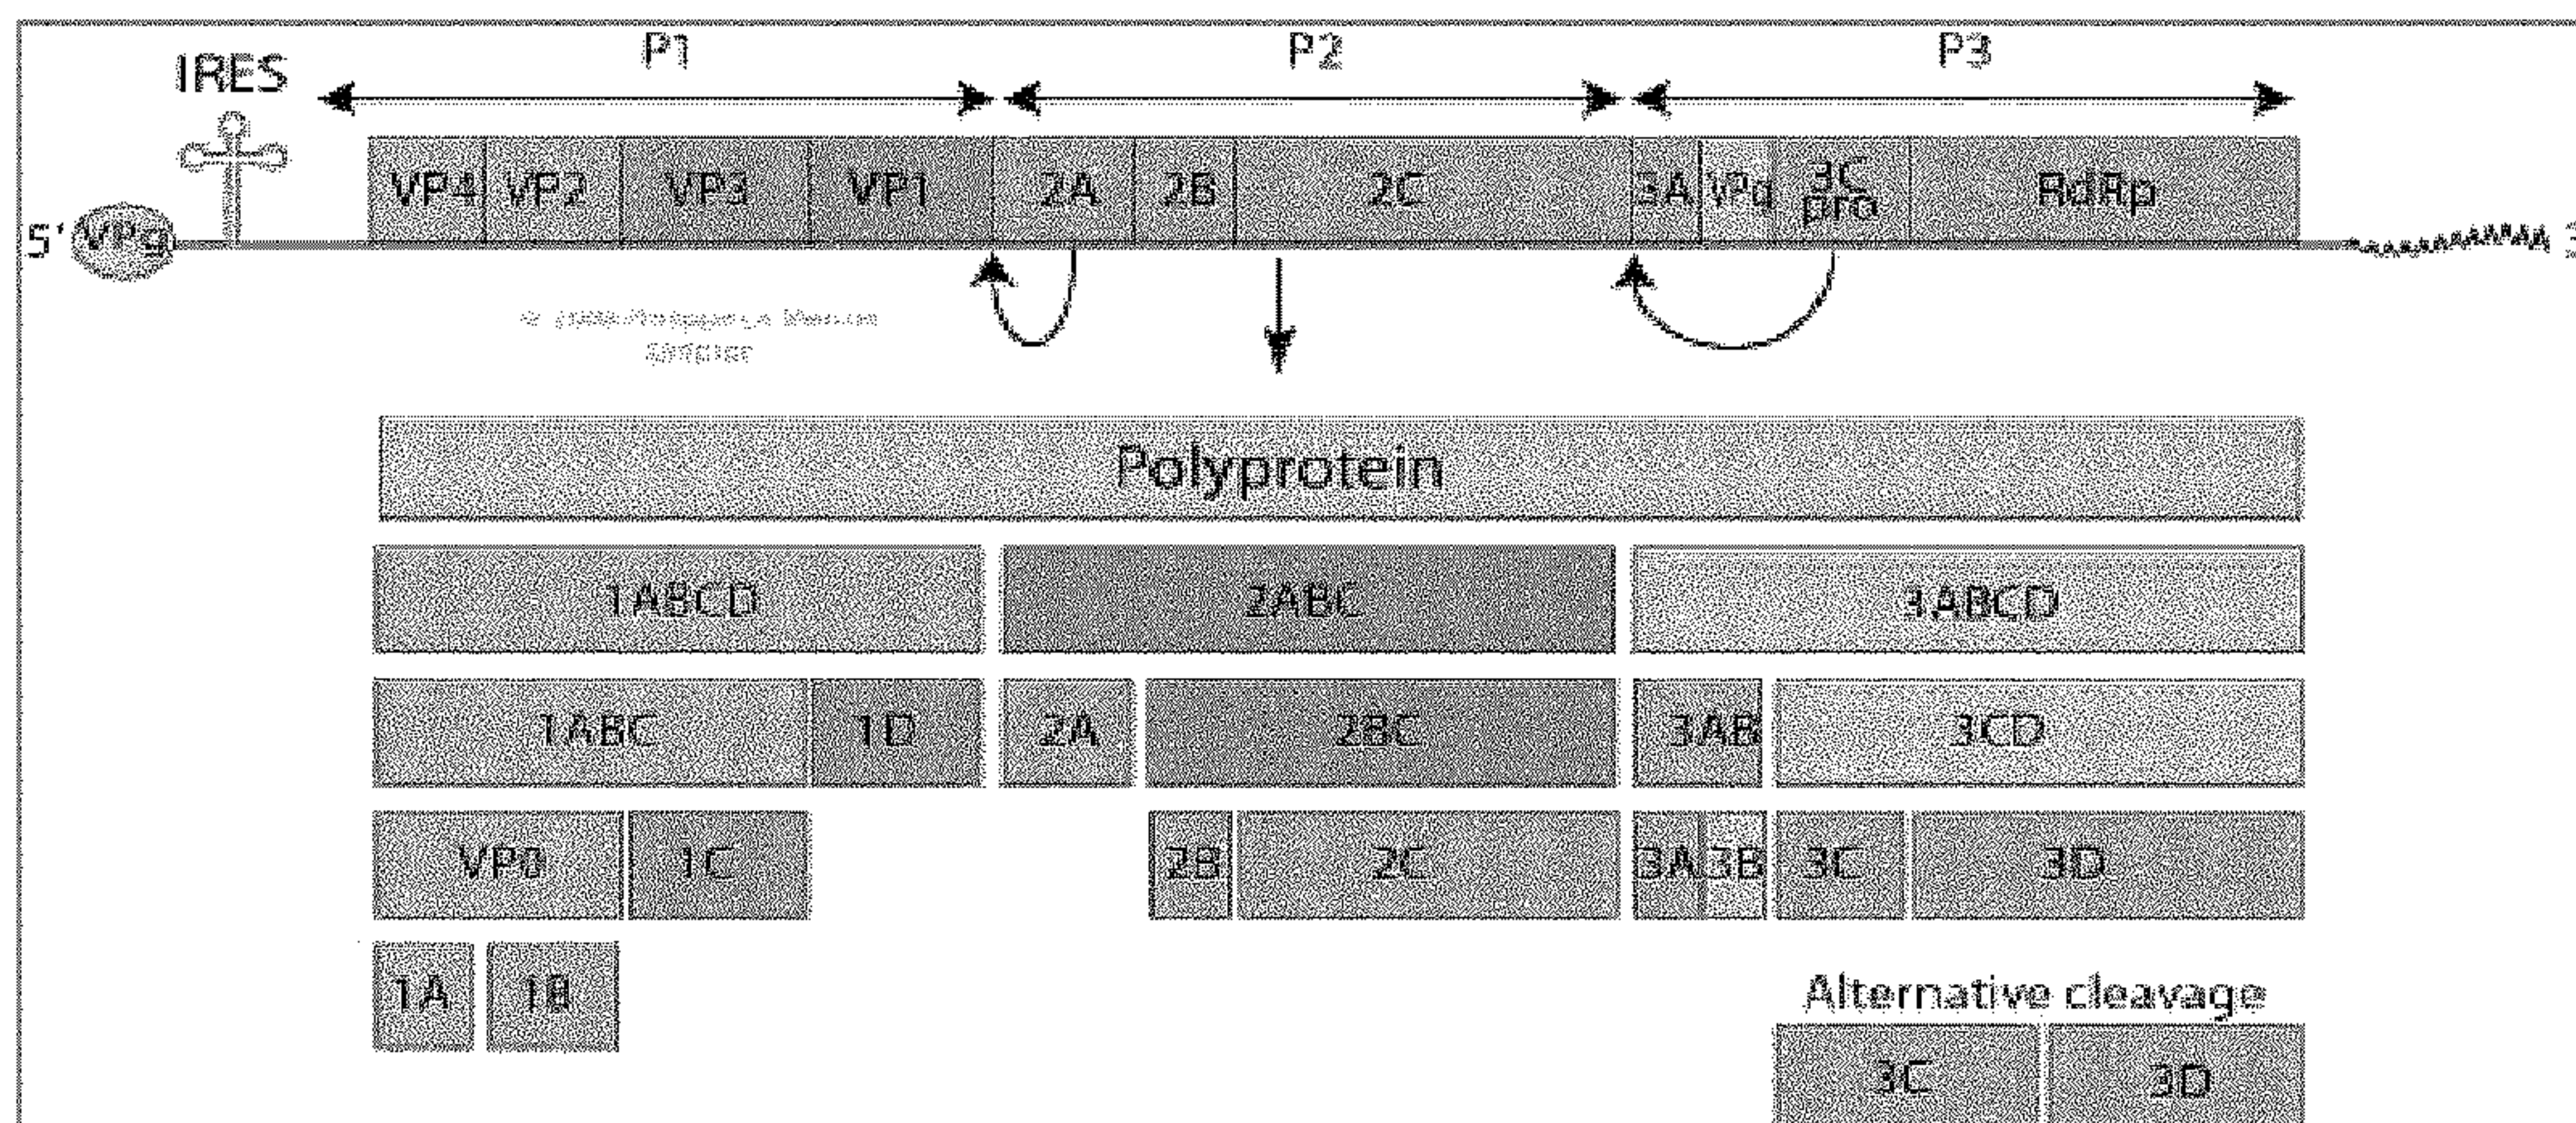 P1 P2 P3
IRES
VP4 VP2 VP3 VP1 2A 2B 2C 3A VPg 3C pro RdRp
5' VPg
Polyprotein
1ABCD 2ABC 3ABCD
1ABC 1D 2A 2BC 3AB 3CD
VP0 1C 2B 2C 3A 3B 3C 3D
1A 1B
Alternative cleavage
3C 3D